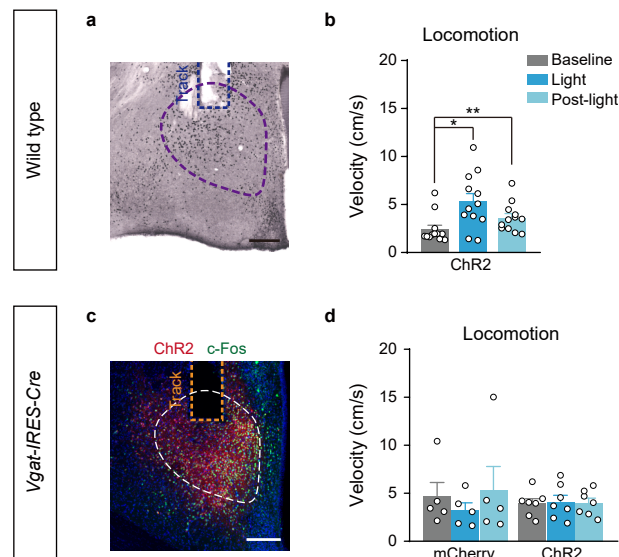 Wild type
a
Track
b
Locomotion
Baseline
Light
Post-light
Velocity (cm/s)
20
15
10
5
0
*
**
ChR2
Vgat-IRES-Cre
c
ChR2 c-Fos
Track
d
Locomotion
Velocity (cm/s)
20
15
10
5
0
mCherry
ChR2